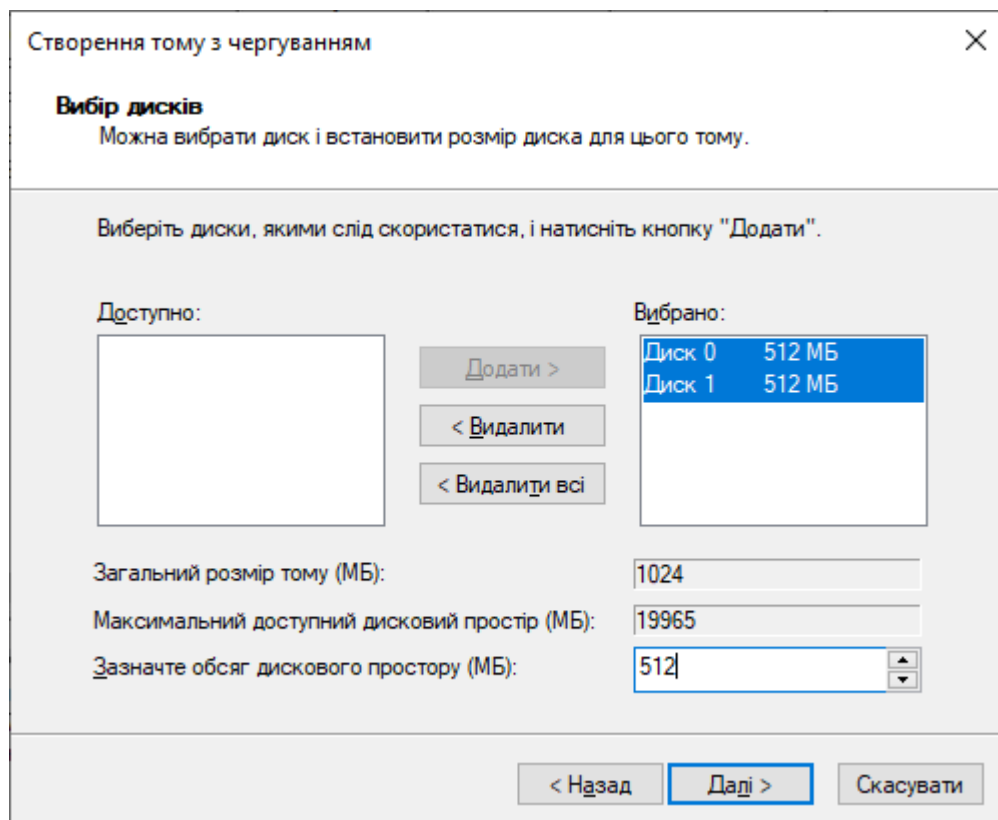 Створення тому з чергуванням
Вибір дисків
Можна вибрати диск і встановити розмір диска для цього тому.
Виберіть диски, якими слід скористатися, і натисніть кнопку "Додати".
Доступно:
Вибрано:
Диск 0 512 МБ
Диск 1 512 МБ
Додати >
< Видалити
< Видалити всі
Загальний розмір тому (МБ): 1024
Максимальний доступний дисковий простір (МБ): 19965
Зазначте обсяг дискового простору (МБ): 512
< Назад Далі > Скасувати